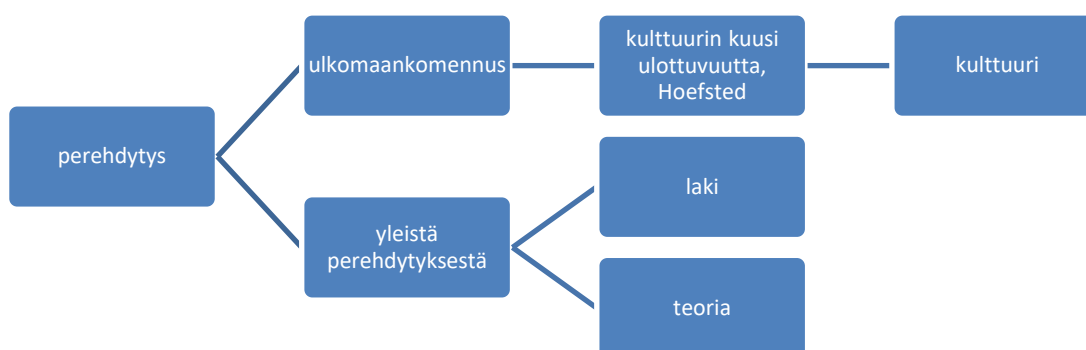 perehdytys
ulkomaankomennus
kulttuurin kuusi
ulottuvuutta,
Hoefsted
kulttuuri
yleistä
perehdytyksestä
laki
teoria